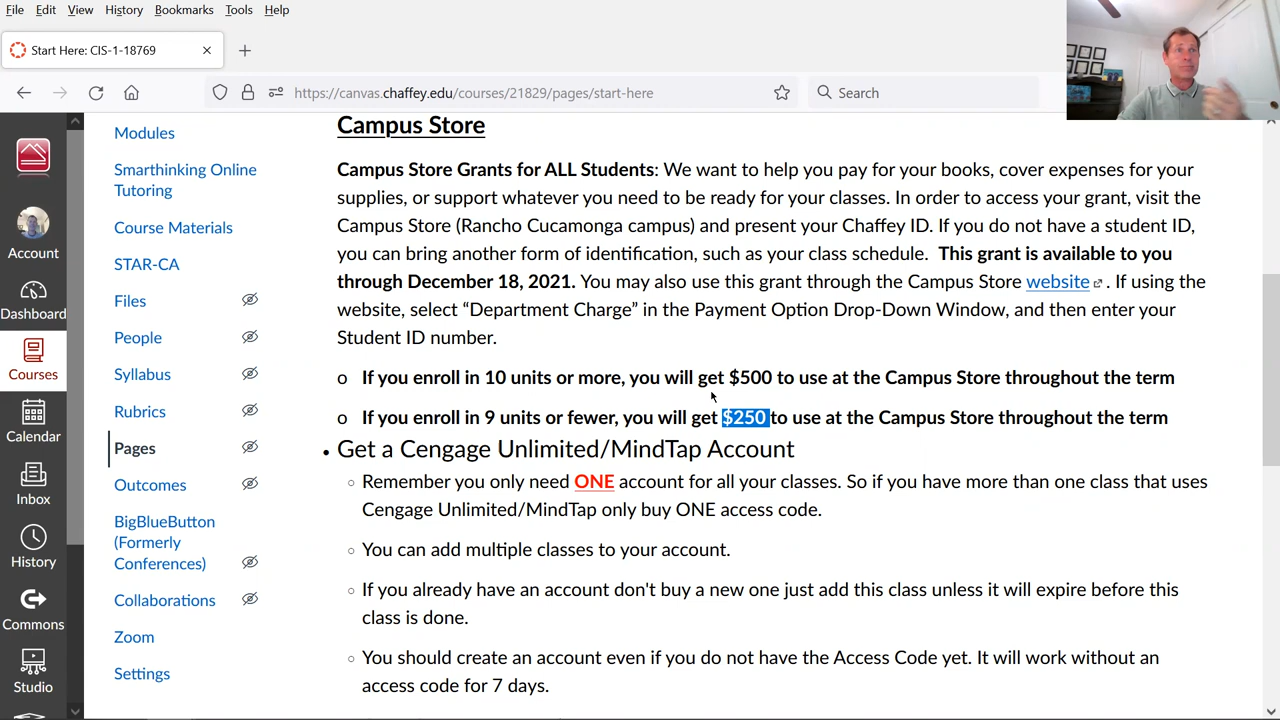 File Edit View History Bookmarks Tools Help
Start Here: CIS-1-18769
https://canvas.chaffey.edu/courses/21829/pages/start-here
Search
Account
Dashboard
Courses
Calendar
Inbox
History
Commons
Studio
Modules
Smarthinking Online
Tutoring
Course Materials
STAR-CA
Files
People
Syllabus
Rubrics
Pages
Outcomes
BigBlueButton
(Formerly
Conferences)
Collaborations
Zoom
Settings
Campus Store
Campus Store Grants for ALL Students: We want to help you pay for your books, cover expenses for your
supplies, or support whatever you need to be ready for your classes. In order to access your grant, visit the
Campus Store (Rancho Cucamonga campus) and present your Chaffey ID. If you do not have a student ID,
you can bring another form of identification, such as your class schedule. This grant is available to you
through December 18, 2021. You may also use this grant through the Campus Store website. If using the
website, select “Department Charge” in the Payment Option Drop-Down Window, and then enter your
Student ID number.
o If you enroll in 10 units or more, you will get $500 to use at the Campus Store throughout the term
o If you enroll in 9 units or fewer, you will get $250 to use at the Campus Store throughout the term
• Get a Cengage Unlimited/MindTap Account
◦ Remember you only need ONE account for all your classes. So if you have more than one class that uses
Cengage Unlimited/MindTap only buy ONE access code.
◦ You can add multiple classes to your account.
◦ If you already have an account don't buy a new one just add this class unless it will expire before this
class is done.
◦ You should create an account even if you do not have the Access Code yet. It will work without an
access code for 7 days.